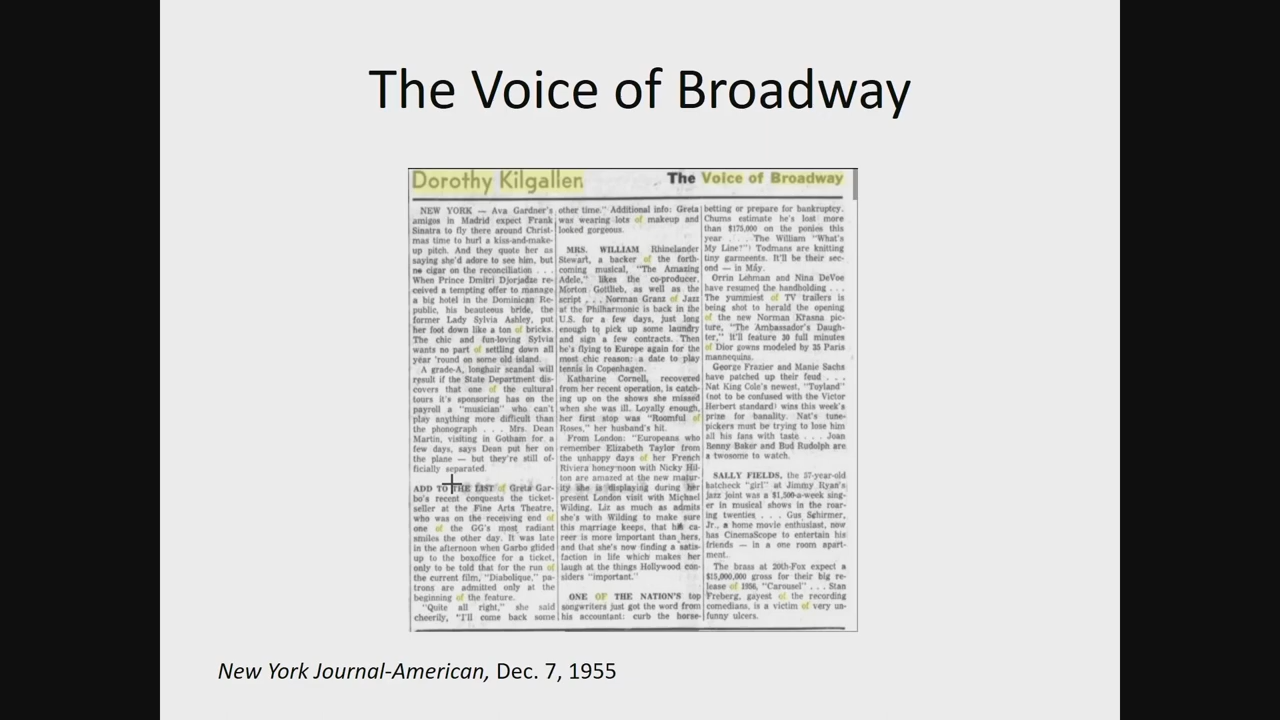 The Voice of Broadway
Dorothy Kilgallen
The Voice of Broadway
NEW YORK — Ava Gardner's
amigos in Madrid expect Frank
Sinatra to fly there around Christ-
mas time to hurl a kiss-and-make-
up pitch. And they quote her as
saying she'd adore to see him, but
no cigar on the reconciliation . . .
When Prince Dmitri Djorjadze re-
ceived a tempting offer to manage
a big hotel in the Dominican Re-
public, his beauteous bride, the
former Lady Sylvia Ashley, put
her foot down like a ton of bricks.
The chic and fun-loving Sylvia
wants no part of settling down all
year 'round on some old island.
A grade-A, longhair scandal will
result if the State Department dis-
covers that one of the cultural
tours it's sponsoring has on the
payroll a "musician" who can't
play anything more difficult than
the phonograph . . . Mrs. Dean
Martin, visiting in Gotham for a
few days, says Dean put her on
the plane — but they're still of-
ficially separated.
ADD TO THE LIST of Greta Gar-
bo's recent conquests the ticket-
seller at the Fine Arts Theatre,
who was on the receiving end of
one of the GG's most radiant
smiles the other day. It was late
in the afternoon when Garbo glided
up to the boxoffice for a ticket,
only to be told that for the run of
the current film, "Diabolique," pa-
trons are admitted only at the
beginning of the feature.
"Quite all right," she said
cheerily, "I'll come back some
other time." Additional info: Greta
was wearing lots of makeup and
looked gorgeous.
MRS. WILLIAM Rhinelander
Stewart, a backer of the forth-
coming musical, "The Amazing
Adele," likes the co-producer,
Morton Gottlieb, as well as the
script . . . Norman Granz of Jazz
at the Philharmonic is back in the
U.S. for a few days, just long
enough to pick up some laundry
and sign a few contracts. Then
he's flying to Europe again for the
most chic reason: a date to play
tennis in Copenhagen.
Katharine Cornell, recovered
from her recent operation, is catch-
ing up on the shows she missed
when she was ill. Loyally enough,
her first stop was "Roomful of
Roses," her husband's hit.
From London: "Europeans who
remember Elizabeth Taylor from
the unhappy days of her French
Riviera honeymoon with Nicky Hil-
ton are amazed at the new matur-
ity she is displaying during her
present London visit with Michael
Wilding. Liz as much as admits
she's with Wilding to make sure
this marriage keeps, that his ca-
reer is more important than hers,
and that she's now finding a satis-
faction in life which makes her
laugh at the things Hollywood con-
siders "important."
ONE OF THE NATION'S top
songwriters just got the word from
his accountant: curb the horse-
betting or prepare for bankruptcy.
Chums estimate he's lost more
than $175,000 on the ponies this
year . . . The William "What's
My Line?") Todmans are knitting
tiny garments. It'll be their sec-
ond — in May.
Orrin Lehman and Nina DeVoe
have resumed the handholding . . .
The yummiest of TV trailers is
being shot to herald the opening
of the new Norman Krasna pic-
ture, "The Ambassador's Daugh-
ter," It'll feature 30 full minutes
of Dior gowns modeled by 35 Paris
mannequins.
George Frazier and Manie Sachs
have patched up their feud . . .
Nat King Cole's newest, "Toyland"
(not to be confused with the Victor
Herbert standard) wins this week's
prize for banality. Nat's tune-
pickers must be trying to lose him
all his fans with taste . . . Joan
Benny Baker and Bud Rudolph are
a twosome to watch.
SALLY FIELDS, the 57-year-old
hatcheck "girl" at Jimmy Ryan's
jazz joint was a $1,500-a-week sing-
er in musical shows in the roar-
ing twenties . . . Gus Schirmer,
Jr., a home movie enthusiast, now
has CinemaScope to entertain his
friends — in a one room apart-
ment.
The brass at 20th-Fox expect a
$15,000,000 gross for their big re-
lease of 1956, "Carousel" . . . Stan
Freberg, gayest of the recording
comedians, is a victim of very un-
funny ulcers.
New York Journal-American, Dec. 7, 1955